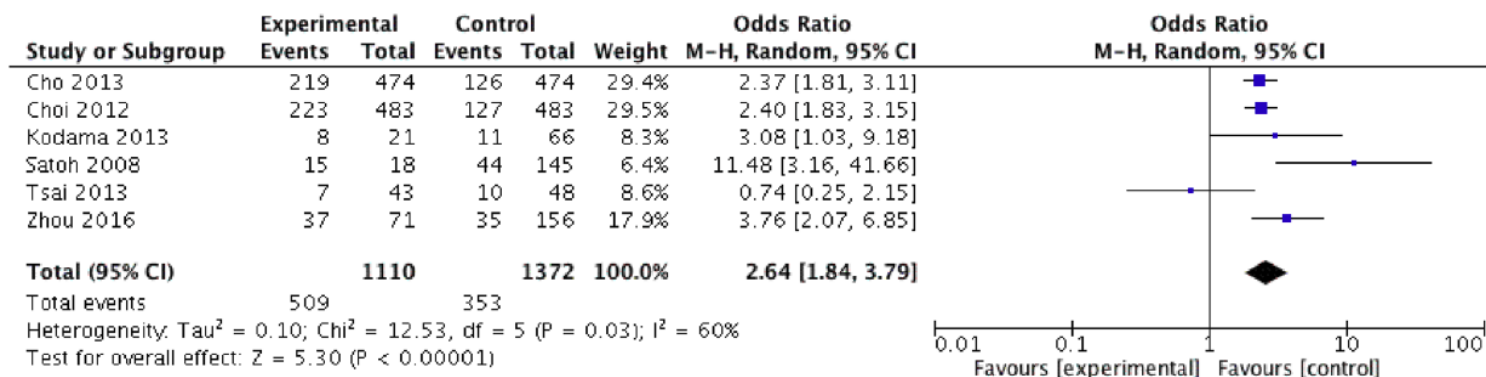 Experimental Control Odds Ratio Odds Ratio
Study or Subgroup Events Total Events Total Weight M-H, Random, 95% CI M-H, Random, 95% CI
Cho 2013 219 474 126 474 29.4% 2.37 [1.81, 3.11]
Choi 2012 223 483 127 483 29.5% 2.40 [1.83, 3.15]
Kodama 2013 8 21 11 66 8.3% 3.08 [1.03, 9.18]
Satoh 2008 15 18 44 145 6.4% 11.48 [3.16, 41.66]
Tsai 2013 7 43 10 48 8.6% 0.74 [0.25, 2.15]
Zhou 2016 37 71 35 156 17.9% 3.76 [2.07, 6.85]
Total (95% CI) 1110 1372 100.0% 2.64 [1.84, 3.79]
Total events 509 353
Heterogeneity: Tau² = 0.10; Chi² = 12.53, df = 5 (P = 0.03); I² = 60%
Test for overall effect: Z = 5.30 (P < 0.00001)
0.01 0.1 1 10 100
Favours [experimental] Favours [control]